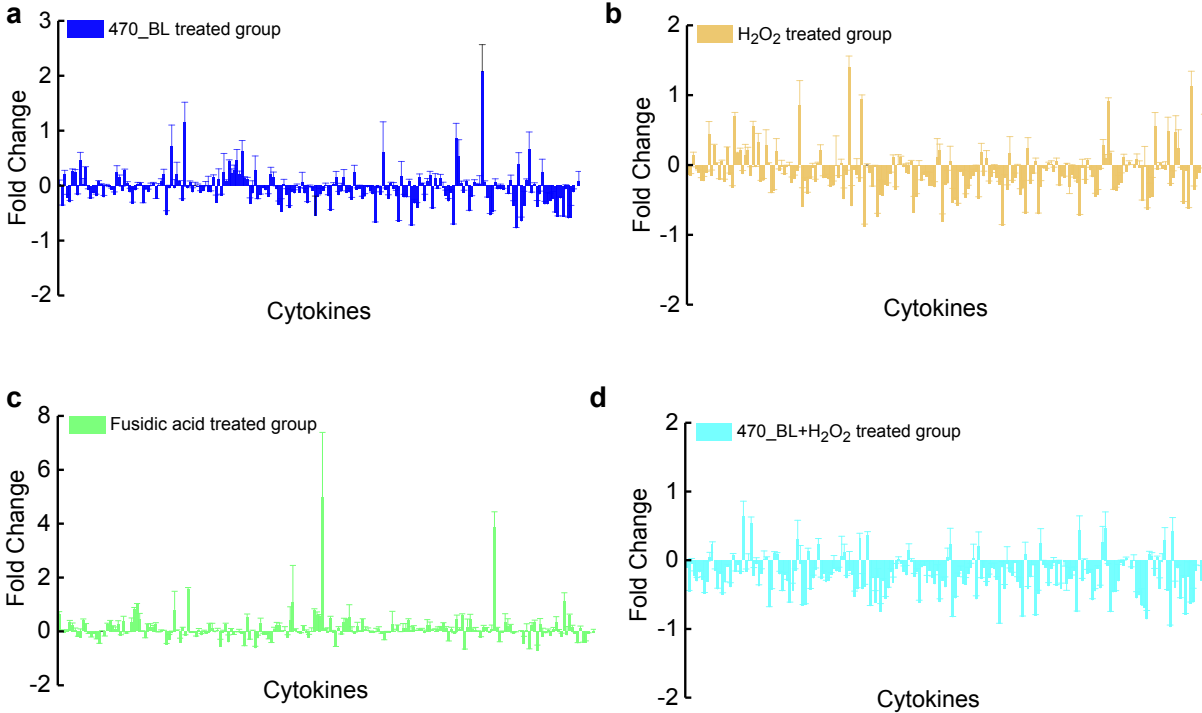 a
470_BL treated group
3
2
1
0
-1
-2
Fold Change
Cytokines
b
H2O2 treated group
2
1
0
-1
-2
Fold Change
Cytokines
c
Fusidic acid treated group
8
6
4
2
0
-2
Fold Change
Cytokines
d
470_BL+H2O2 treated group
2
1
0
-1
-2
Fold Change
Cytokines